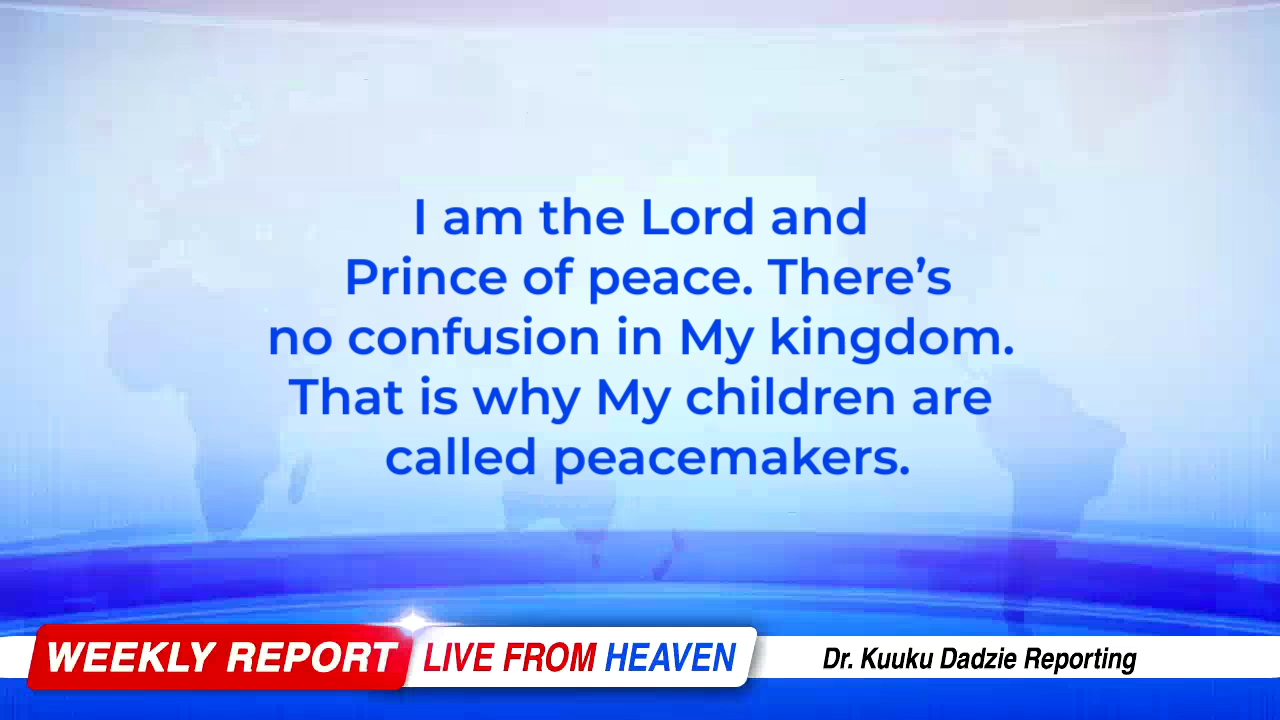 I am the Lord and
Prince of peace. There’s
no confusion in My kingdom.
That is why My children are
called peacemakers.
WEEKLY REPORT LIVE FROM HEAVEN Dr. Kuuku Dadzie Reporting